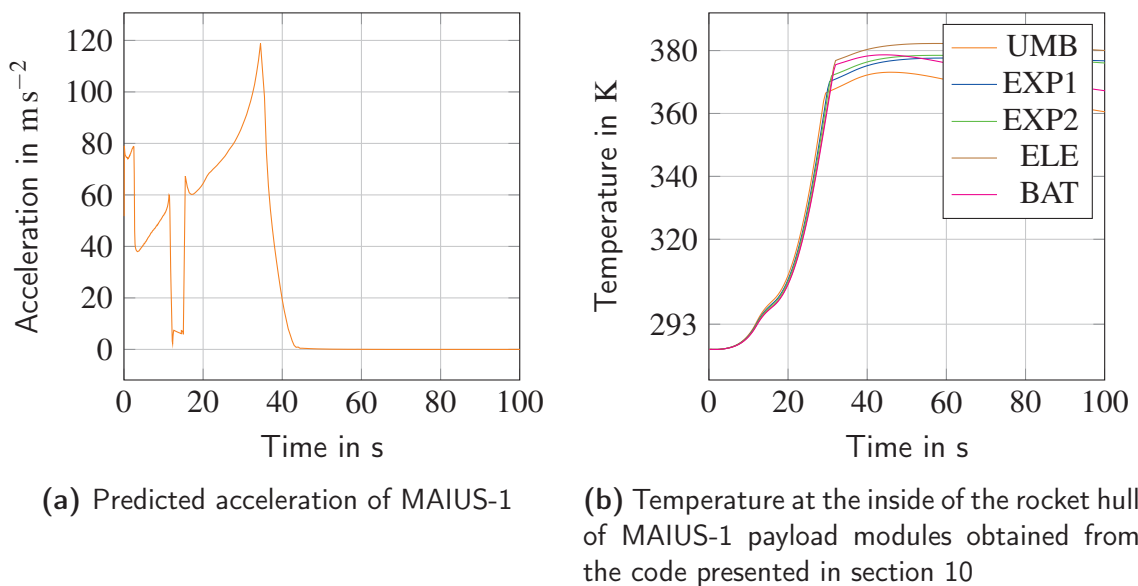 120
100
80
60
40
20
0
0 20 40 60 80 100
Acceleration in m s⁻²
Time in s
(a) Predicted acceleration of MAIUS-1
380
360
340
320
293
0 20 40 60 80 100
Temperature in K
Time in s
UMB
EXP1
EXP2
ELE
BAT
(b) Temperature at the inside of the rocket hull
of MAIUS-1 payload modules obtained from
the code presented in section 10